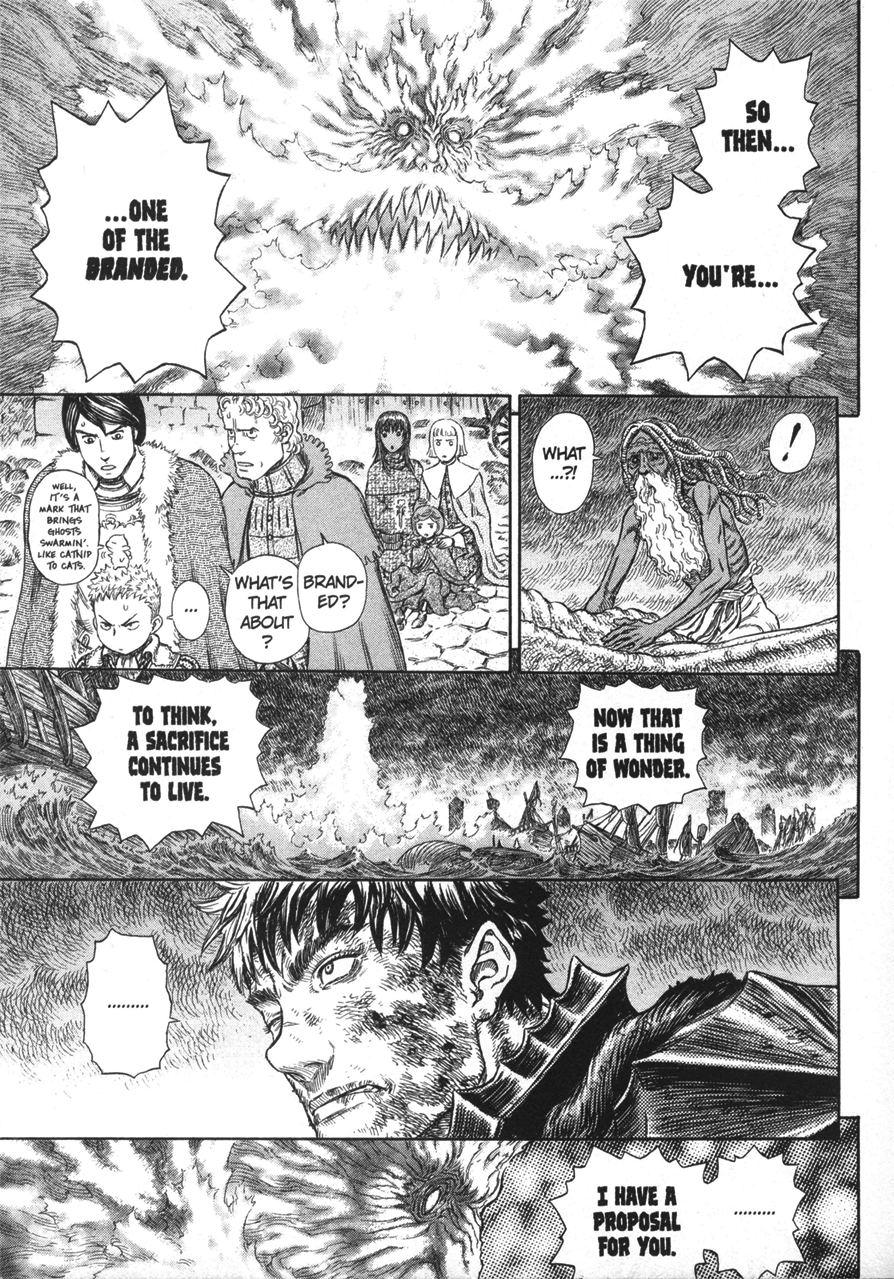 SO
THEN...
YOU'RE...
...ONE
OF THE
BRANDED.
!
WHAT
...?!
BRAND-
ED?
WHAT'S
THAT
ABOUT
?
...
WELL,
IT'S A
MARK THAT
BRINGS
GHOSTS
SWARMIN'.
LIKE CATNIP
TO CATS.
NOW THAT
IS A THING
OF WONDER.
TO THINK,
A SACRIFICE
CONTINUES
TO LIVE.
.........
.........
I HAVE A
PROPOSAL
FOR YOU.